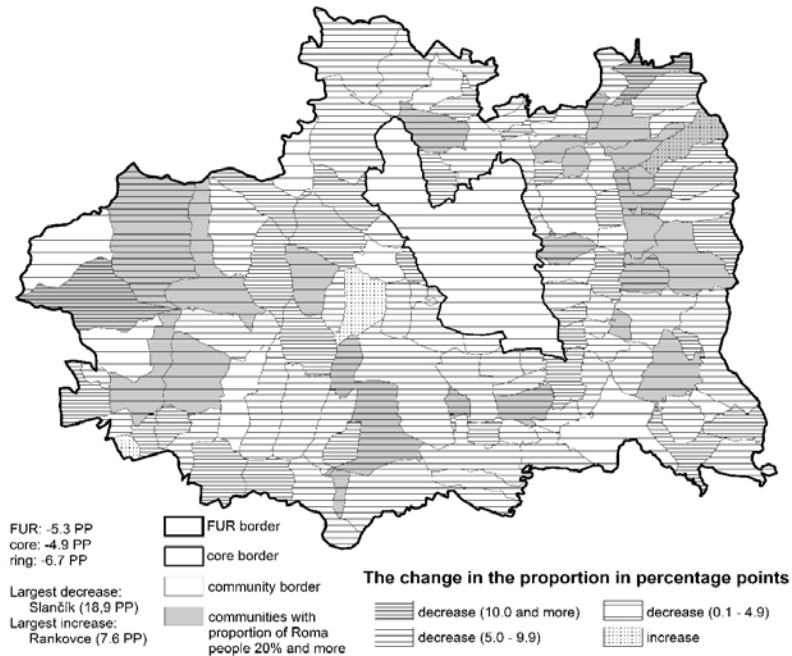 FUR: -5.3 PP
core: -4.9 PP
ring: -6.7 PP
Largest decrease:
Slančík (18,9 PP)
Largest increase:
Rankovce (7.6 PP)
FUR border
core border
community border
communities with
proportion of Roma
people 20% and more
The change in the proportion in percentage points
decrease (10.0 and more)
decrease (5.0 - 9.9)
decrease (0.1 - 4.9)
increase